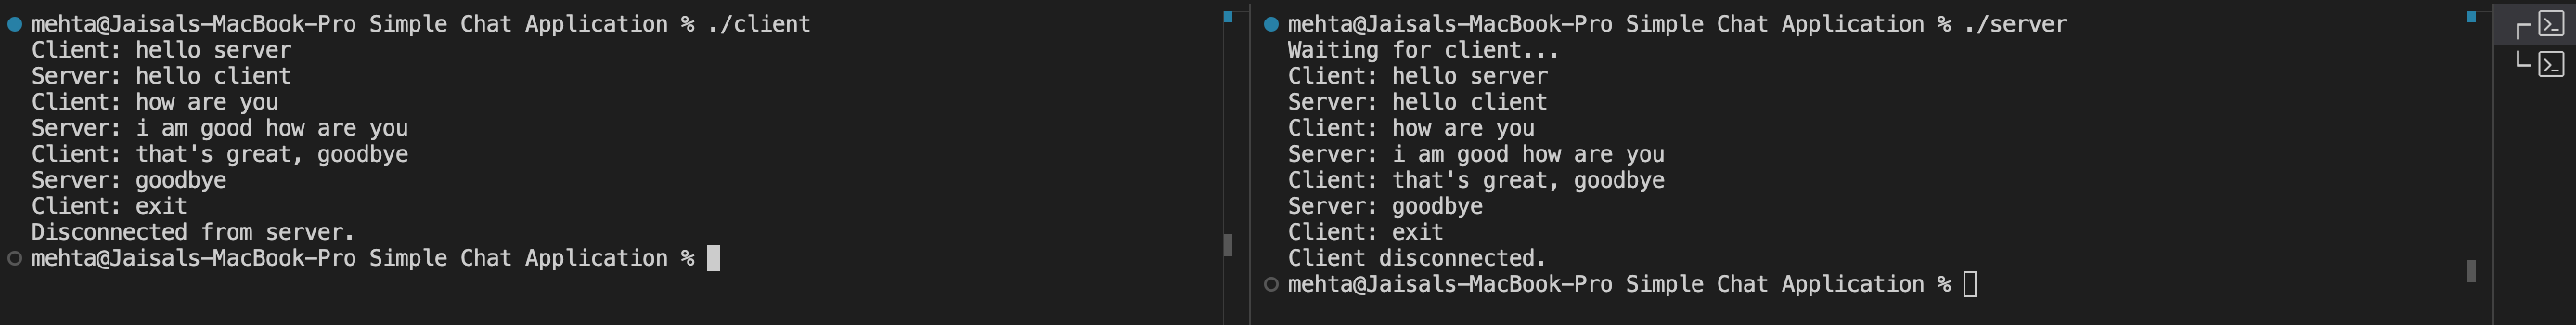 mehta@Jaisals-MacBook-Pro Simple Chat Application % ./client
Client: hello server
Server: hello client
Client: how are you
Server: i am good how are you
Client: that's great, goodbye
Server: goodbye
Client: exit
Disconnected from server.
mehta@Jaisals-MacBook-Pro Simple Chat Application %
mehta@Jaisals-MacBook-Pro Simple Chat Application % ./server
Waiting for client...
Client: hello server
Server: hello client
Client: how are you
Server: i am good how are you
Client: that's great, goodbye
Server: goodbye
Client: exit
Client disconnected.
mehta@Jaisals-MacBook-Pro Simple Chat Application %